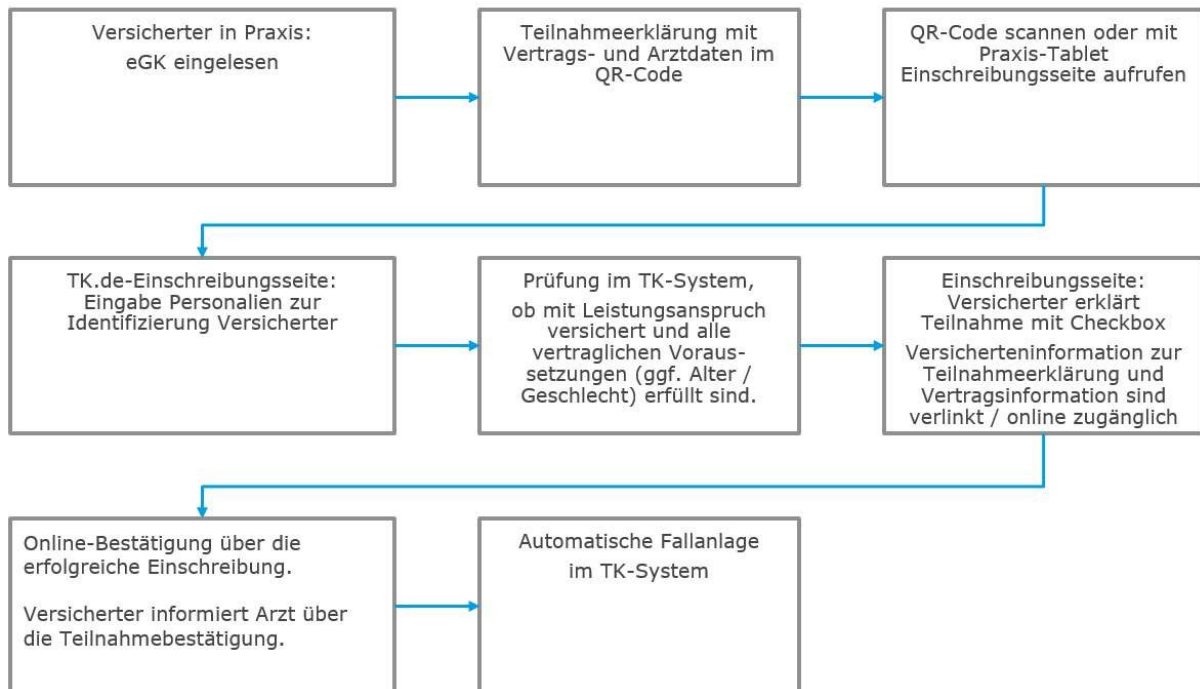 Versicherter in Praxis:
eGK eingelesen
Teilnahmeerklärung mit
Vertrags- und Arztdaten im
QR-Code
QR-Code scannen oder mit
Praxis-Tablet
Einschreibungsseite aufrufen
TK.de-Einschreibungsseite:
Eingabe Personalien zur
Identifizierung Versicherter
Prüfung im TK-System,
ob mit Leistungsanspruch
versichert und alle
vertraglichen Voraus-
setzungen (ggf. Alter /
Geschlecht) erfüllt sind.
Einschreibungsseite:
Versicherter erklärt
Teilnahme mit Checkbox
Versicherteninformation zur
Teilnahmeerklärung und
Vertragsinformation sind
verlinkt / online zugänglich
Online-Bestätigung über die
erfolgreiche Einschreibung.
Versicherter informiert Arzt über
die Teilnahmebestätigung.
Automatische Fallanlage
im TK-System